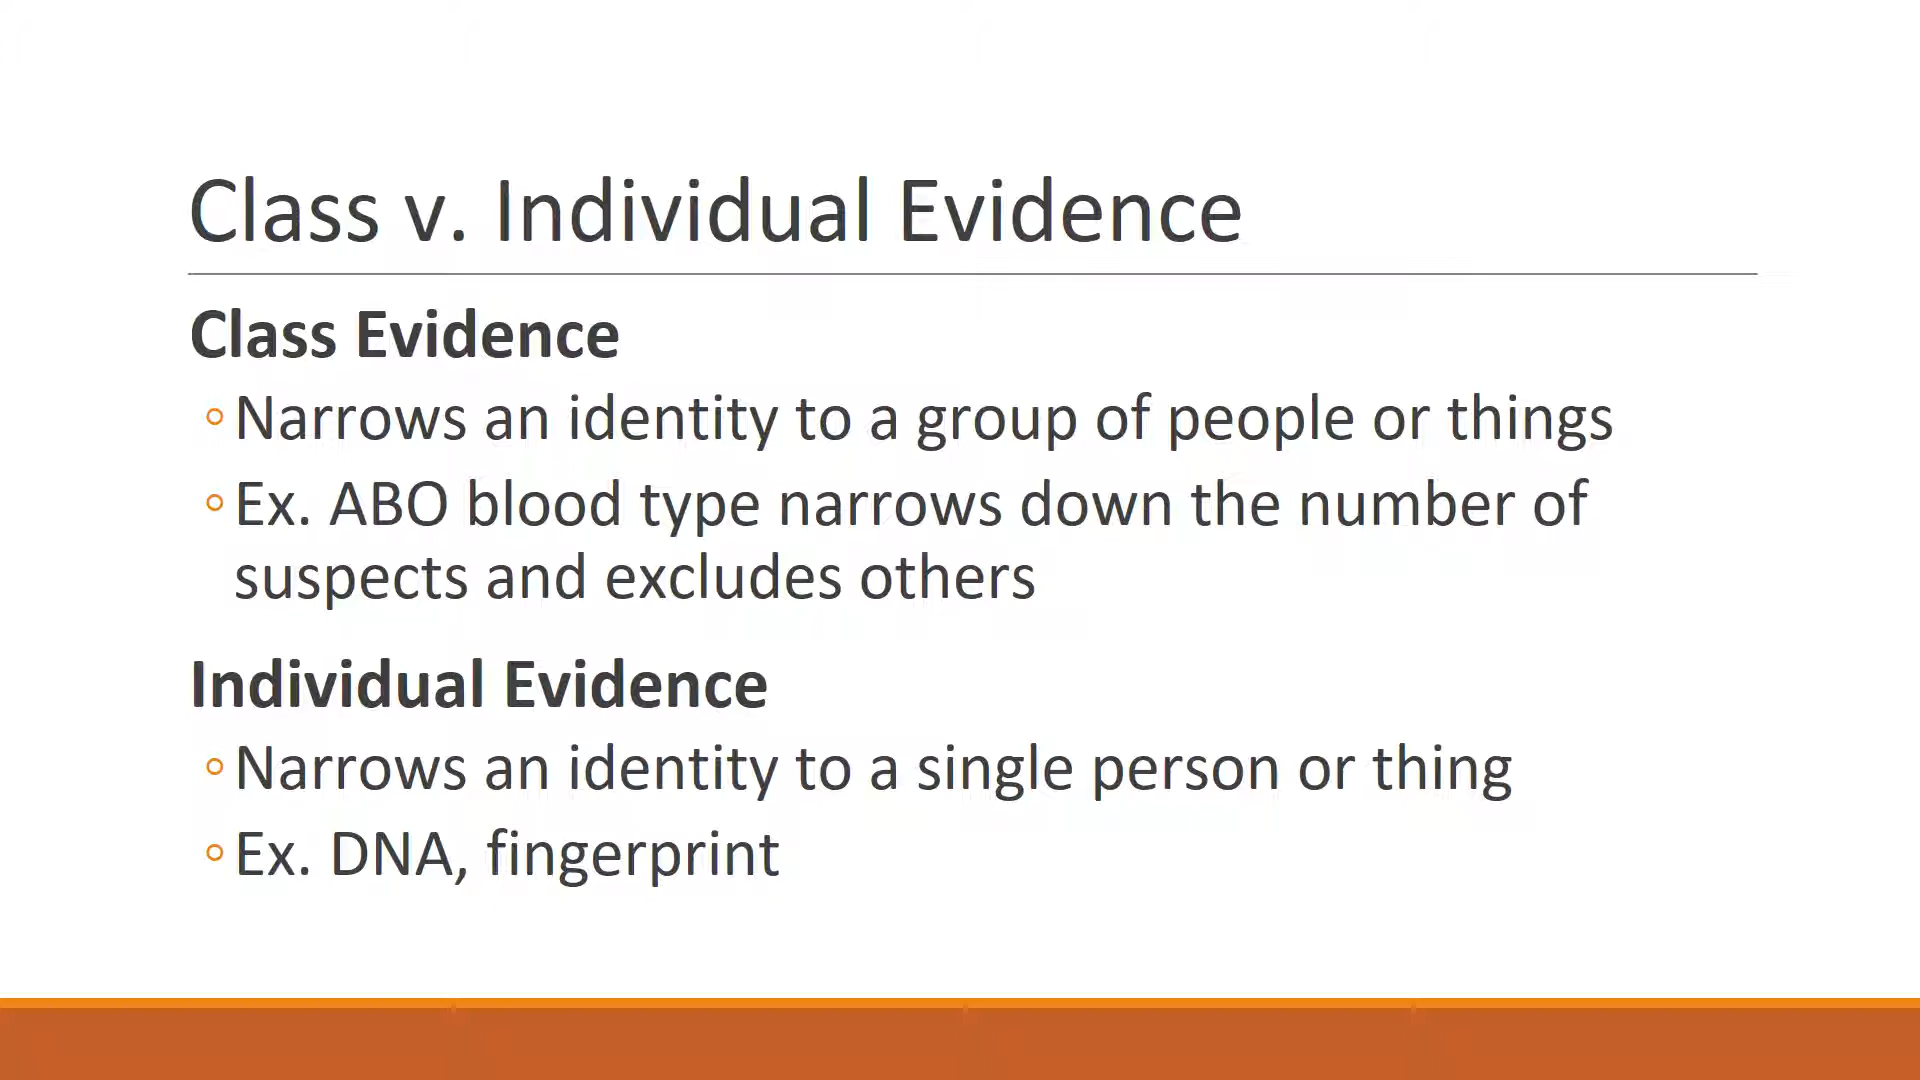 Class v. Individual Evidence
Class Evidence
◦Narrows an identity to a group of people or things
◦Ex. ABO blood type narrows down the number of
suspects and excludes others
Individual Evidence
◦Narrows an identity to a single person or thing
◦Ex. DNA, fingerprint